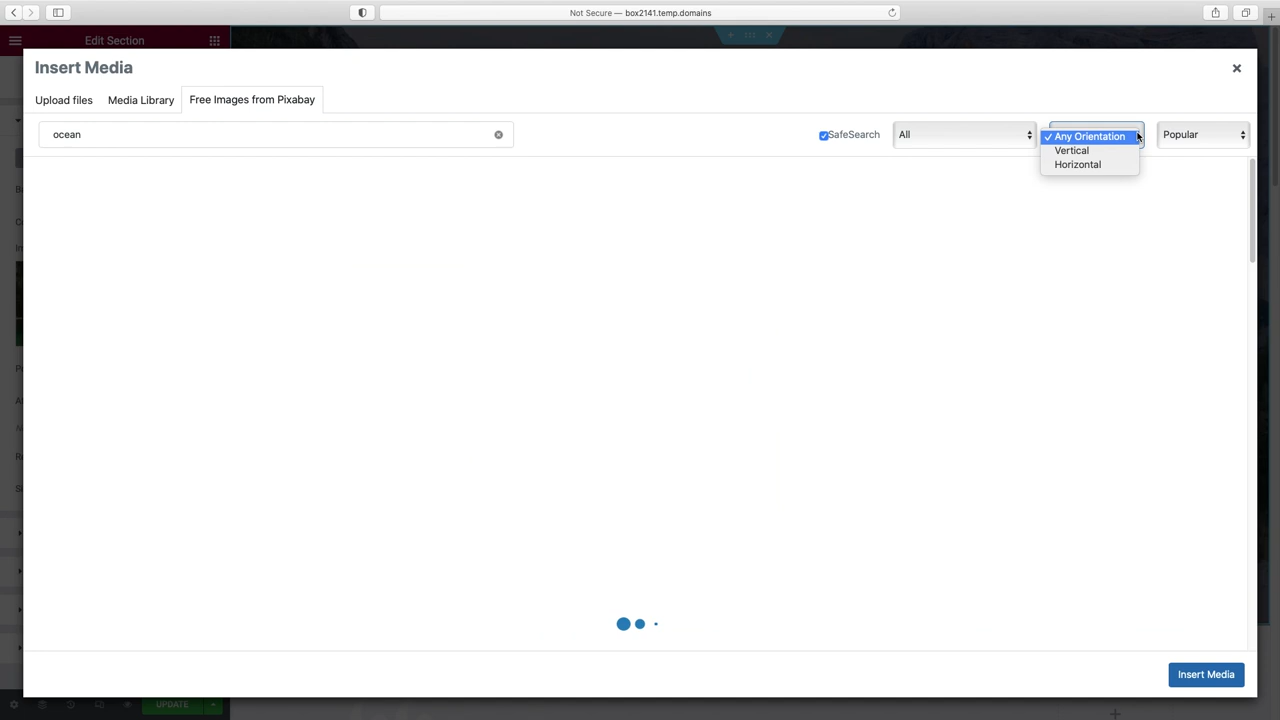 Not Secure — box2141.temp.domains
Edit Section
Insert Media
Upload files
Media Library
Free Images from Pixabay
ocean
SafeSearch
All
Any Orientation
Vertical
Horizontal
Popular
Insert Media
UPDATE